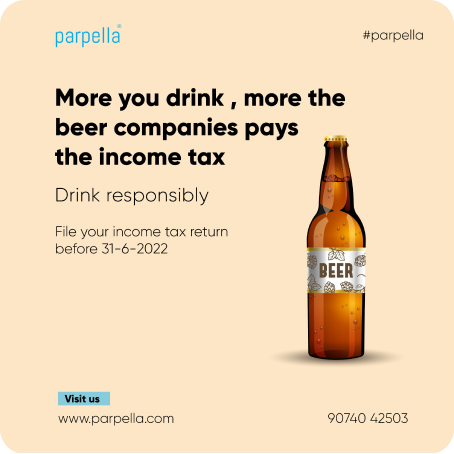 parpella®
#parpella
More you drink , more the
beer companies pays
the income tax
Drink responsibly
File your income tax return
before 31-6-2022
BEER
Visit us
www.parpella.com
90740 42503